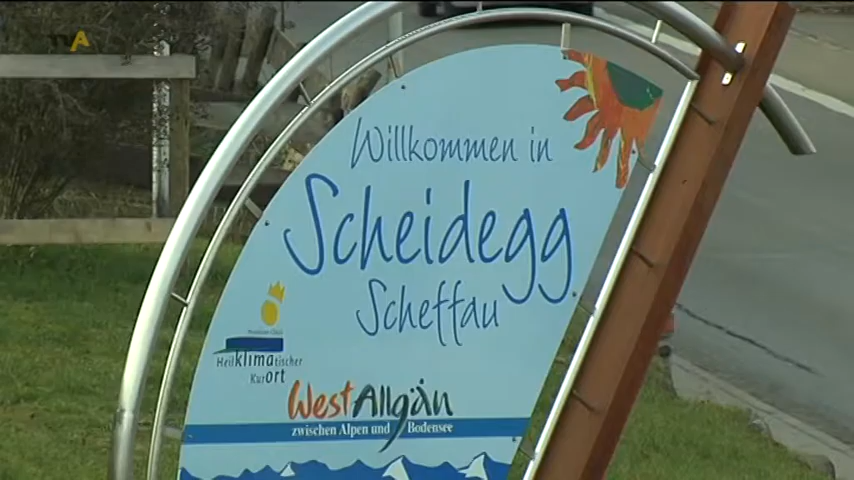 Willkommen in
Scheidegg
Scheffau
Heilklimatischer
Kurort
WestAllgäu
zwischen Alpen und Bodensee